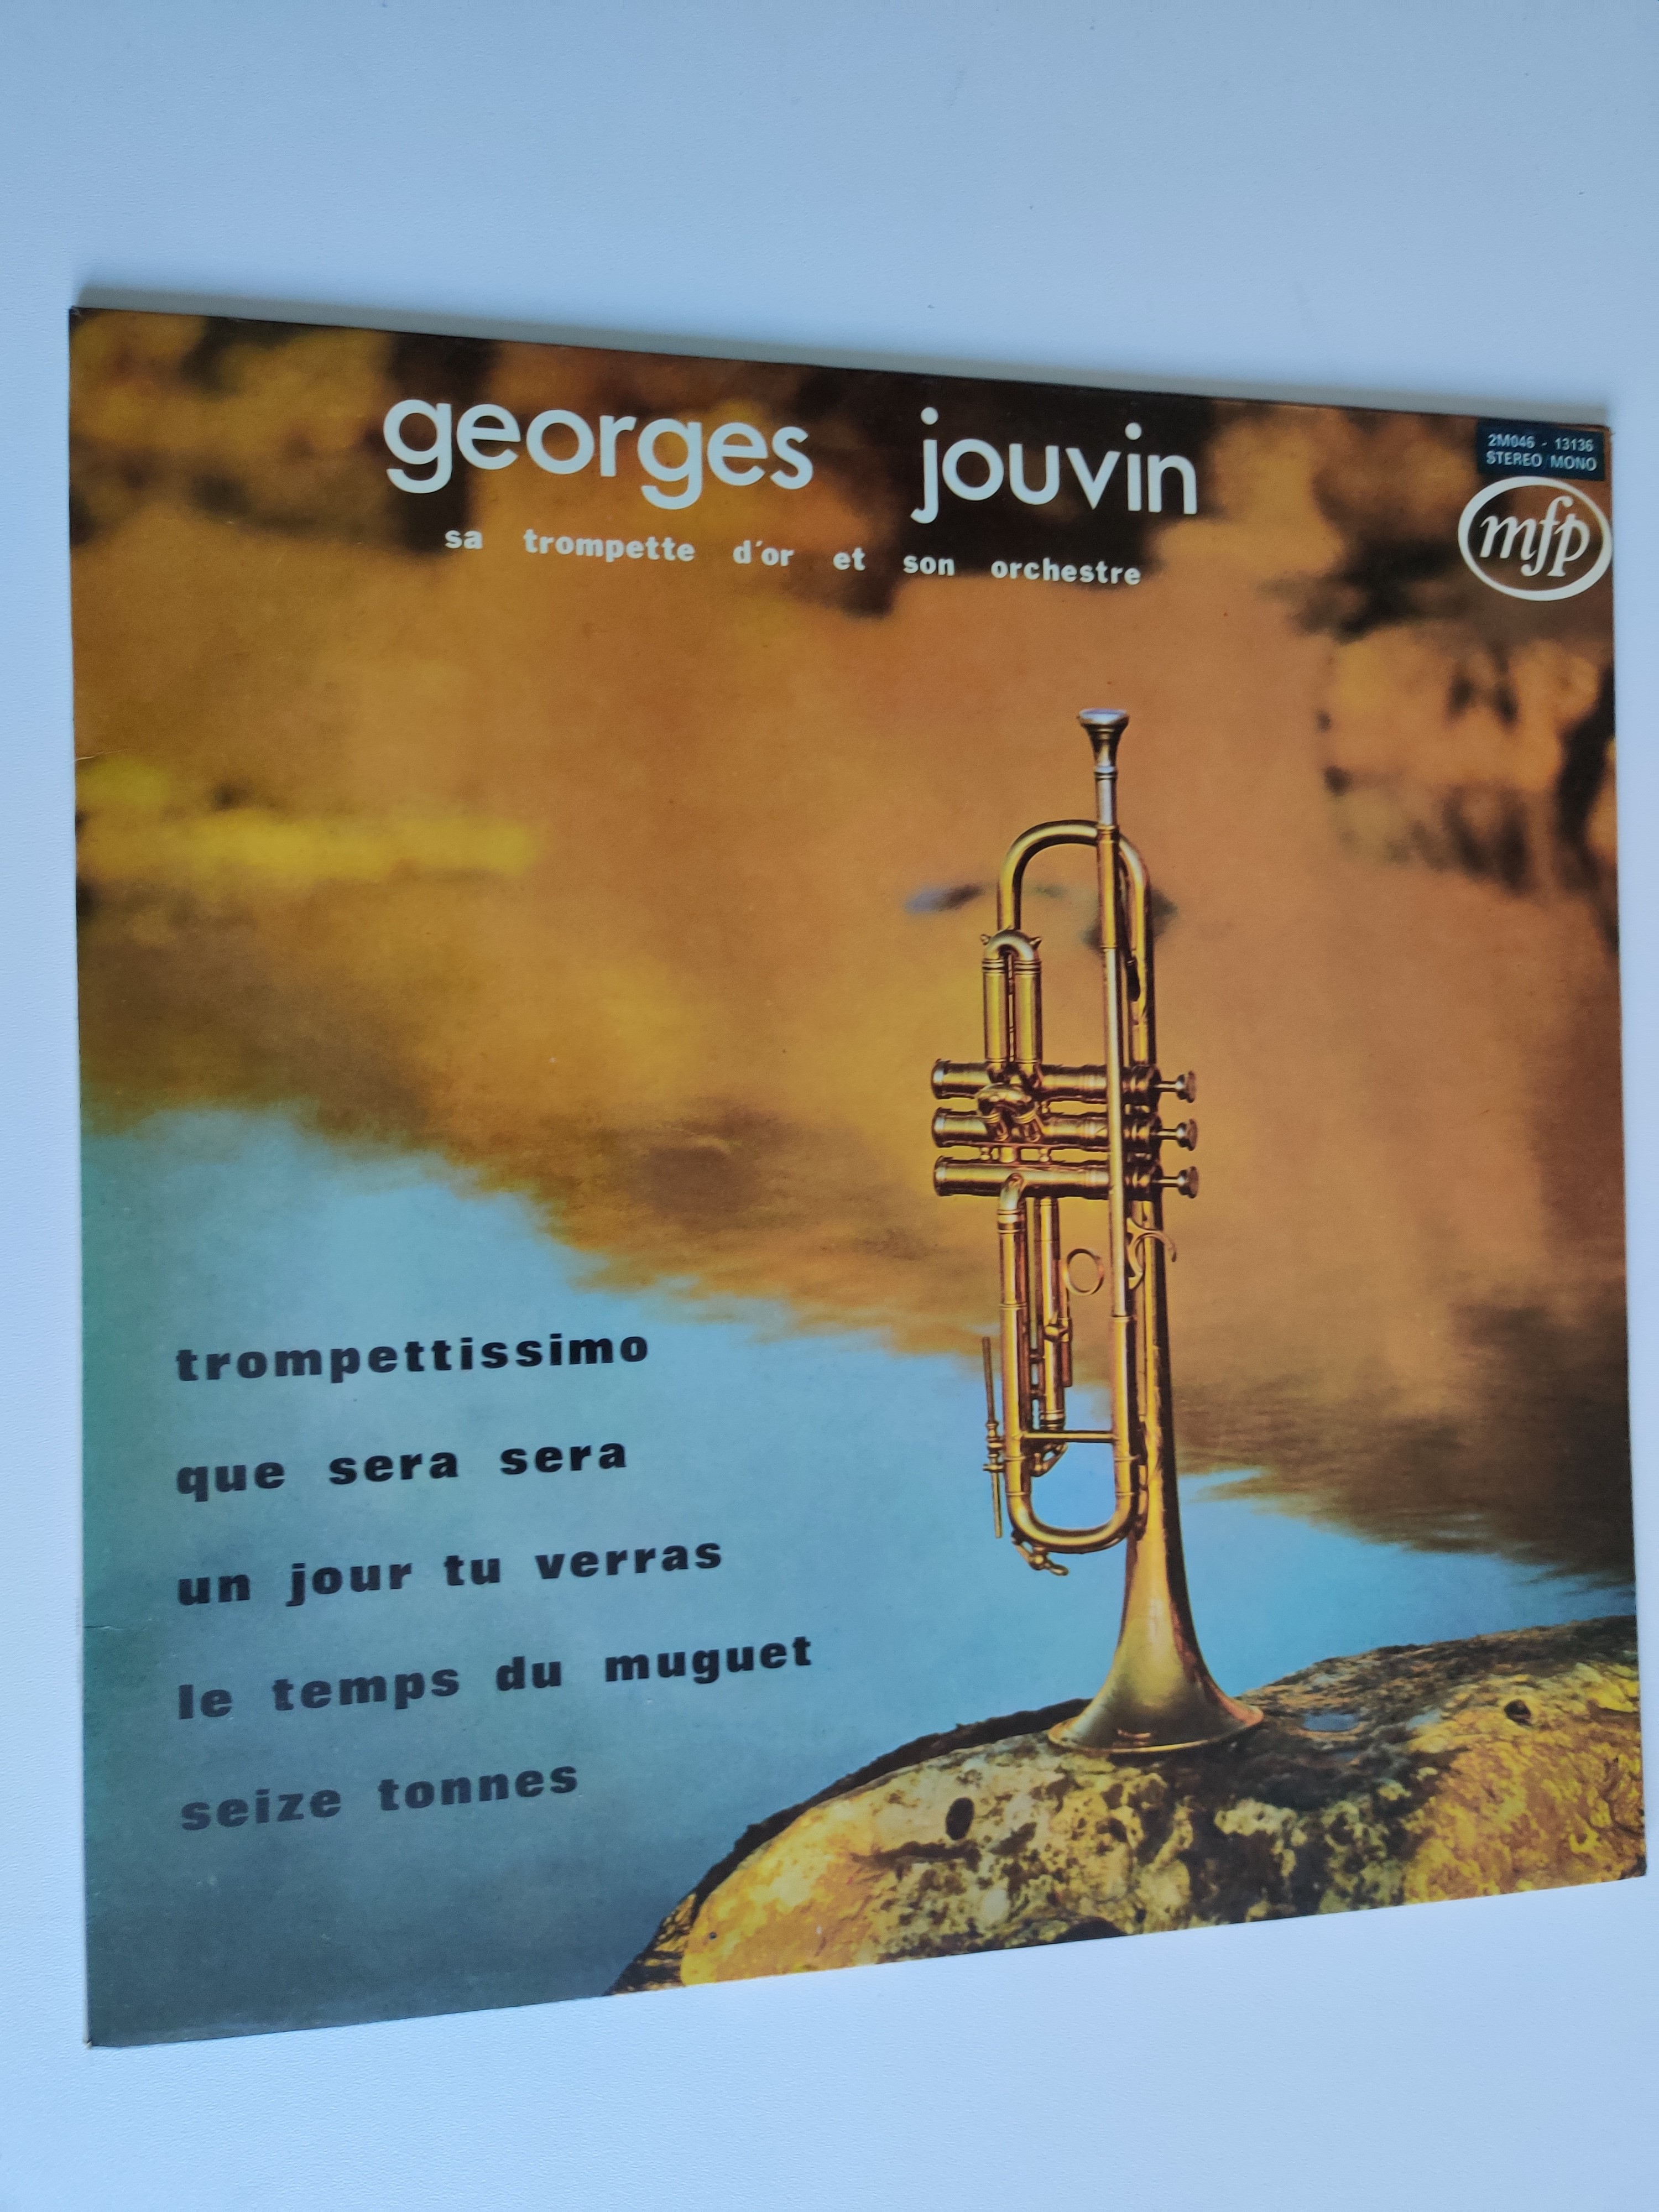 georges jouvin
sa trompette d'or et son orchestre
2M046 - 13136
STEREO/MONO
mfp
trompettissimo
que sera sera
un jour tu verras
le temps du muguet
seize tonnes